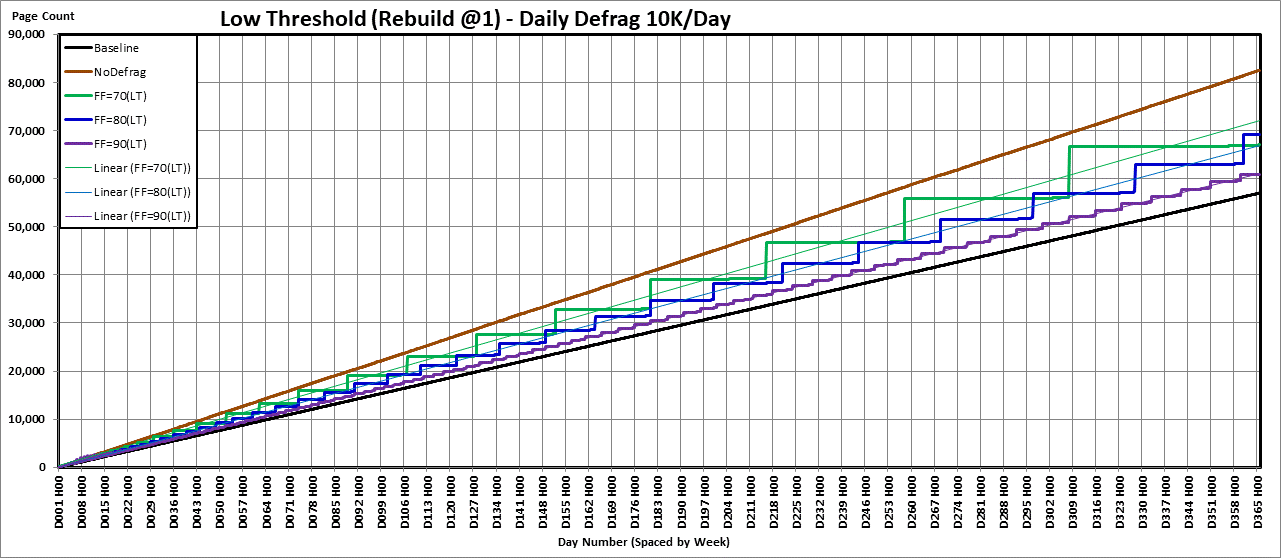 Page Count
Low Threshold (Rebuild @1) - Daily Defrag 10K/Day
90,000
80,000
70,000
60,000
50,000
40,000
30,000
20,000
10,000
0
Baseline
NoDefrag
FF=70(LT)
FF=80(LT)
FF=90(LT)
Linear (FF=70(LT))
Linear (FF=80(LT))
Linear (FF=90(LT))
D001 H00
D008 H00
D015 H00
D022 H00
D029 H00
D036 H00
D043 H00
D050 H00
D057 H00
D064 H00
D071 H00
D078 H00
D085 H00
D092 H00
D099 H00
D106 H00
D113 H00
D120 H00
D127 H00
D134 H00
D141 H00
D148 H00
D155 H00
D162 H00
D169 H00
D176 H00
D183 H00
D190 H00
D197 H00
D204 H00
D211 H00
D218 H00
D225 H00
D232 H00
D239 H00
D246 H00
D253 H00
D260 H00
D267 H00
D274 H00
D281 H00
D288 H00
D295 H00
D302 H00
D309 H00
D316 H00
D323 H00
D330 H00
D337 H00
D344 H00
D351 H00
D358 H00
D365 H00
Day Number (Spaced by Week)